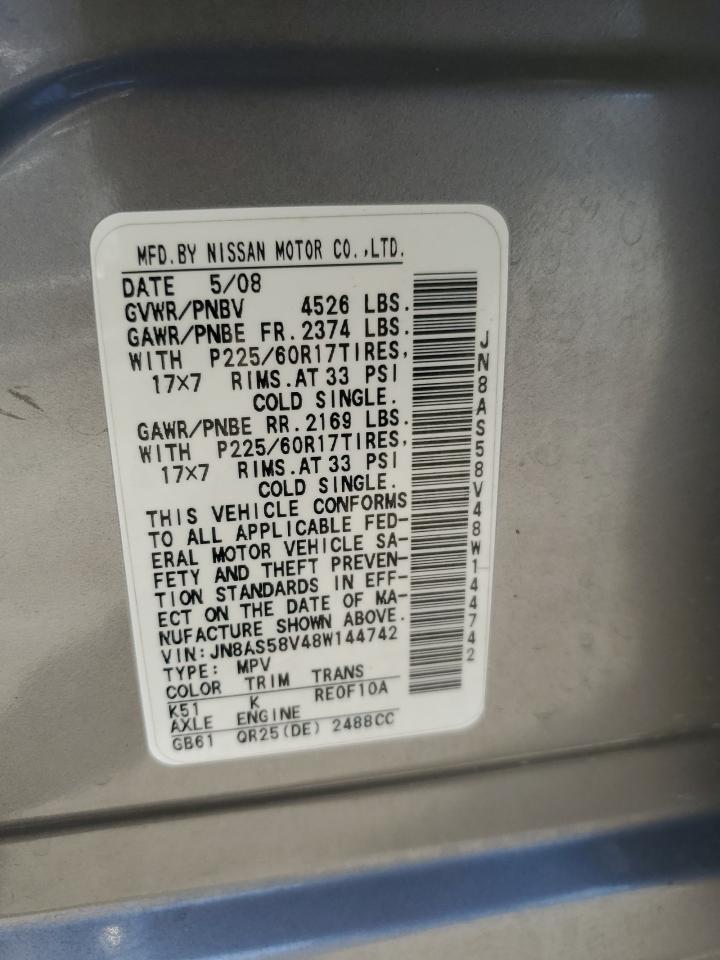 MFD.BY NISSAN MOTOR CO.,LTD.
DATE 5/08
GVWR/PNBV 4526 LBS.
GAWR/PNBE FR.2374 LBS.
WITH P225/60R17TIRES,
17×7 RIMS.AT 33 PSI
COLD SINGLE.
GAWR/PNBE RR.2169 LBS.
WITH P225/60R17TIRES,
17×7 RIMS.AT 33 PSI
COLD SINGLE.
THIS VEHICLE CONFORMS
TO ALL APPLICABLE FED-
ERAL MOTOR VEHICLE SA-
FETY AND THEFT PREVEN-
TION STANDARDS IN EFF-
ECT ON THE DATE OF MA-
NUFACTURE SHOWN ABOVE.
VIN:JN8AS58V48W144742
TYPE: MPV
COLOR TRIM TRANS
K51 K RE0F10A
AXLE ENGINE
GB61 QR25(DE) 2488CC
JN8AS58V48W144742